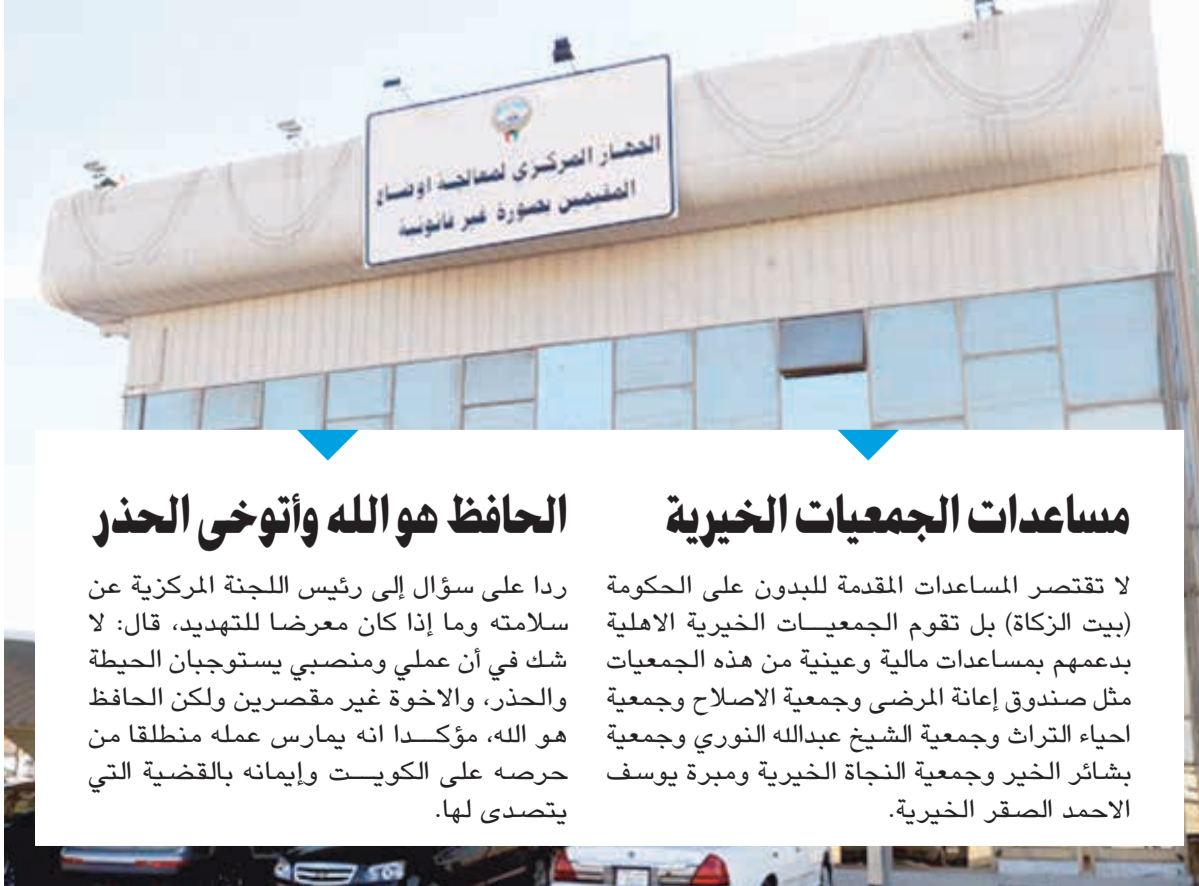 الجهاز المركزي لمعالجة اوضاع
المقيمين بصورة غير قانونية
مساعدات الجمعيات الخيرية
لا تقتصر المساعدات المقدمة للبدون على الحكومة
(بيت الزكاة) بل تقوم الجمعيات الخيرية الاهلية
بدعمهم بمساعدات مالية وعينية من هذه الجمعيات
مثل صندوق إعانة المرضى وجمعية الاصلاح وجمعية
احياء التراث وجمعية الشيخ عبدالله النوري وجمعية
بشائر الخير وجمعية النجاة الخيرية ومبرة يوسف
الاحمد الصقر الخيرية.
الحافظ هو الله وأتوخى الحذر
ردا على سؤال إلى رئيس اللجنة المركزية عن
سلامته وما إذا كان معرضا للتهديد، قال: لا
شك في أن عملي ومنصبي يستوجبان الحيطة
والحذر، والاخوة غير مقصرين ولكن الحافظ
هو الله، مؤكدا انه يمارس عمله منطلقا من
حرصه على الكويت وإيمانه بالقضية التي
يتصدى لها.